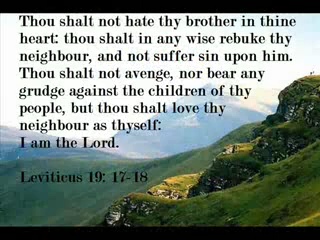 Thou shalt not hate thy brother in thine
heart: thou shalt in any wise rebuke thy
neighbour, and not suffer sin upon him.
Thou shalt not avenge, nor bear any
grudge against the children of thy
people, but thou shalt love thy
neighbour as thyself:
I am the Lord.
Leviticus 19: 17-18